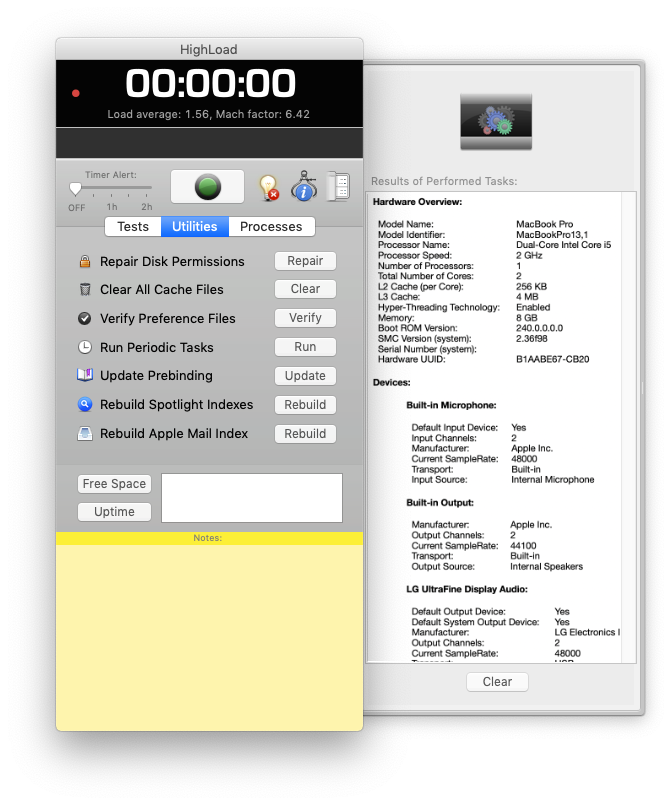 HighLoad
00:00:00
Load average: 1.56, Mach factor: 6.42
Timer Alert:
OFF 1h 2h
Tests Utilities Processes
Repair Disk Permissions Repair
Clear All Cache Files Clear
Verify Preference Files Verify
Run Periodic Tasks Run
Update Prebinding Update
Rebuild Spotlight Indexes Rebuild
Rebuild Apple Mail Index Rebuild
Free Space
Uptime
Notes:
Results of Performed Tasks:
Hardware Overview:
Model Name: MacBook Pro
Model Identifier: MacBookPro13,1
Processor Name: Dual-Core Intel Core i5
Processor Speed: 2 GHz
Number of Processors: 1
Total Number of Cores: 2
L2 Cache (per Core): 256 KB
L3 Cache: 4 MB
Hyper-Threading Technology: Enabled
Memory: 8 GB
Boot ROM Version: 240.0.0.0.0
SMC Version (system): 2.36f98
Serial Number (system):
Hardware UUID: B1AABE67-CB20
Devices:
Built-in Microphone:
Default Input Device: Yes
Input Channels: 2
Manufacturer: Apple Inc.
Current SampleRate: 48000
Transport: Built-in
Input Source: Internal Microphone
Built-in Output:
Manufacturer: Apple Inc.
Output Channels: 2
Current SampleRate: 44100
Transport: Built-in
Output Source: Internal Speakers
LG UltraFine Display Audio:
Default Output Device: Yes
Default System Output Device: Yes
Manufacturer: LG Electronics I
Output Channels: 2
Current SampleRate: 48000
Clear